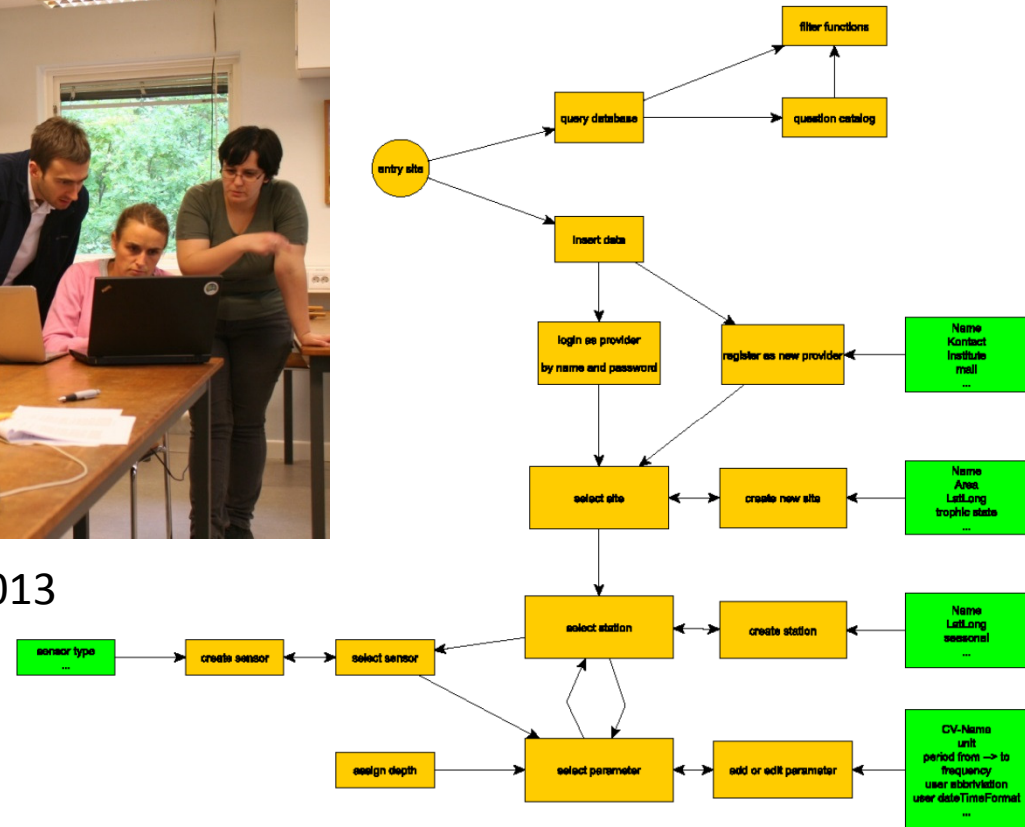 filter functions
query database
question catalog
entry site
insert data
login as provider
by name and password
register as new provider
Name
Kontact
Institute
mail
...
select site
create new site
Name
Area
LatLong
trophic state
...
013
select station
create station
Name
LatLong
seasonal
...
sensor type
...
create sensor
select sensor
assign depth
select parameter
add or edit parameter
CV-Name
unit
period from --> to
frequency
user abbriviation
user dateTimeFormat
...